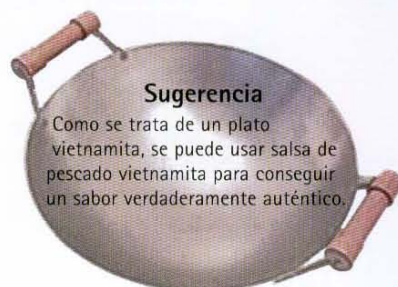 Sugerencia
Como se trata de un plato
vietnamita, se puede usar salsa de
pescado vietnamita para conseguir
un sabor verdaderamente auténtico.